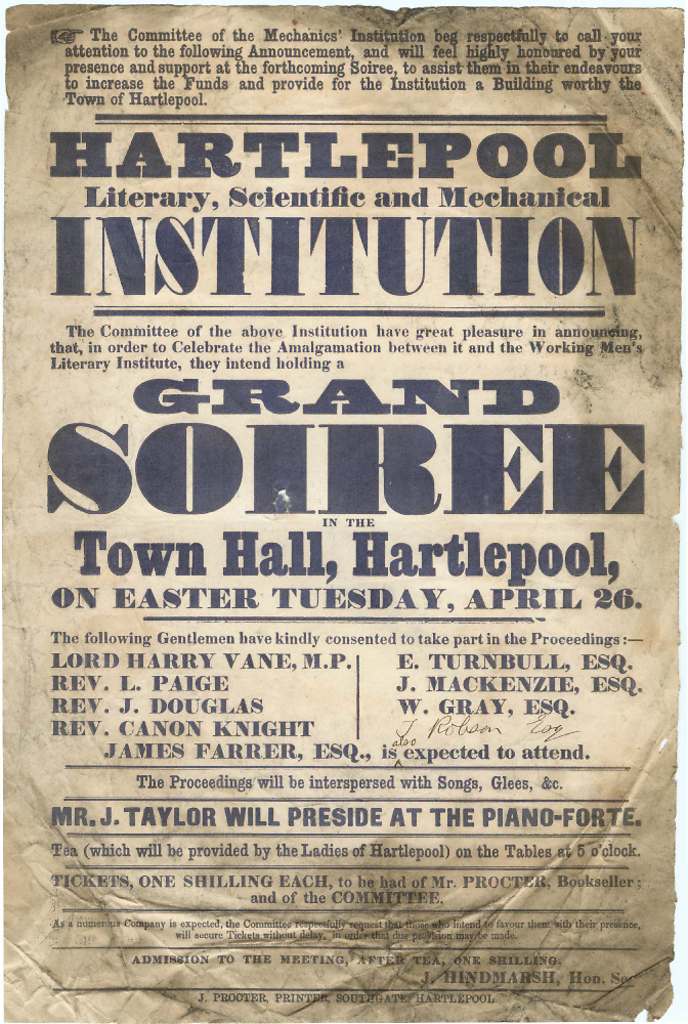 ☞ The Committee of the Mechanics' Institution beg respectfully to call your
attention to the following Announcement, and will feel highly honoured by your
presence and support at the forthcoming Soiree, to assist them in their endeavours
to increase the Funds and provide for the Institution a Building worthy the
Town of Hartlepool.
HARTLEPOOL
Literary, Scientific and Mechanical
INSTITUTION
The Committee of the above Institution have great pleasure in announcing,
that, in order to Celebrate the Amalgamation between it and the Working Men's
Literary Institute, they intend holding a
GRAND
SOIREE
IN THE
Town Hall, Hartlepool,
ON EASTER TUESDAY, APRIL 26.
The following Gentlemen have kindly consented to take part in the Proceedings:—
LORD HARRY VANE, M.P.
REV. L. PAIGE
REV. J. DOUGLAS
REV. CANON KNIGHT
E. TURNBULL, ESQ.
J. MACKENZIE, ESQ.
W. GRAY, ESQ.
T Robson Esq
JAMES FARRER, ESQ., is also expected to attend.
The Proceedings will be interspersed with Songs, Glees, &c.
MR. J. TAYLOR WILL PRESIDE AT THE PIANO-FORTE.
Tea (which will be provided by the Ladies of Hartlepool) on the Tables at 5 o'clock.
TICKETS, ONE SHILLING EACH, to be had of Mr. PROCTER, Bookseller;
and of the COMMITTEE.
As a numerous Company is expected, the Committee respectfully request that those who intend to favour them with their presence,
will secure Tickets without delay, in order that due provision may be made.
ADMISSION TO THE MEETING, AFTER TEA, ONE SHILLING.
J. HINDMARSH, Hon. Sec
J. PROCTER, PRINTER, SOUTHGATE, HARTLEPOOL